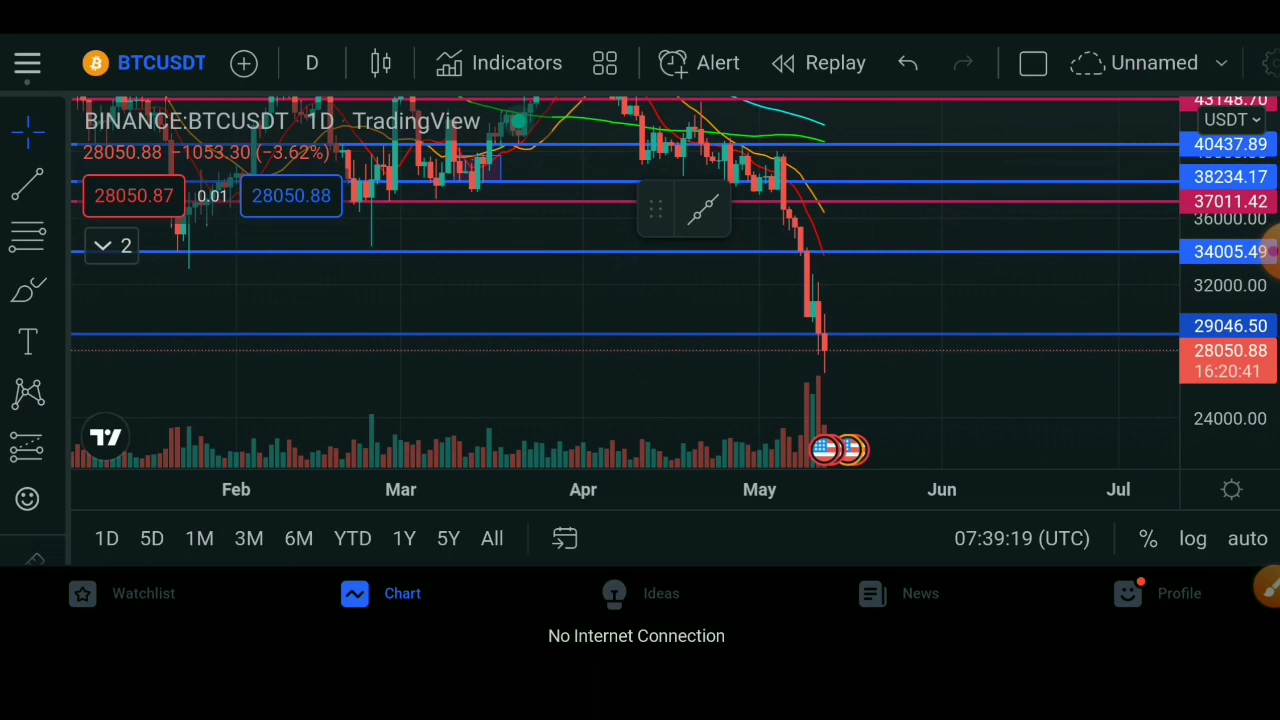 BTCUSDT D Indicators Alert Replay Unnamed
BINANCE:BTCUSDT 1D TradingView
28050.88 −1053.30 (−3.62%)
28050.87 0.01 28050.88
2
43148.70
USDT
40437.89
38234.17
37011.42
36000.00
34005.49
32000.00
29046.50
28050.88
16:20:41
24000.00
Feb Mar Apr May Jun Jul
1D 5D 1M 3M 6M YTD 1Y 5Y All 07:39:19 (UTC) % log auto
Watchlist Chart Ideas News Profile
No Internet Connection